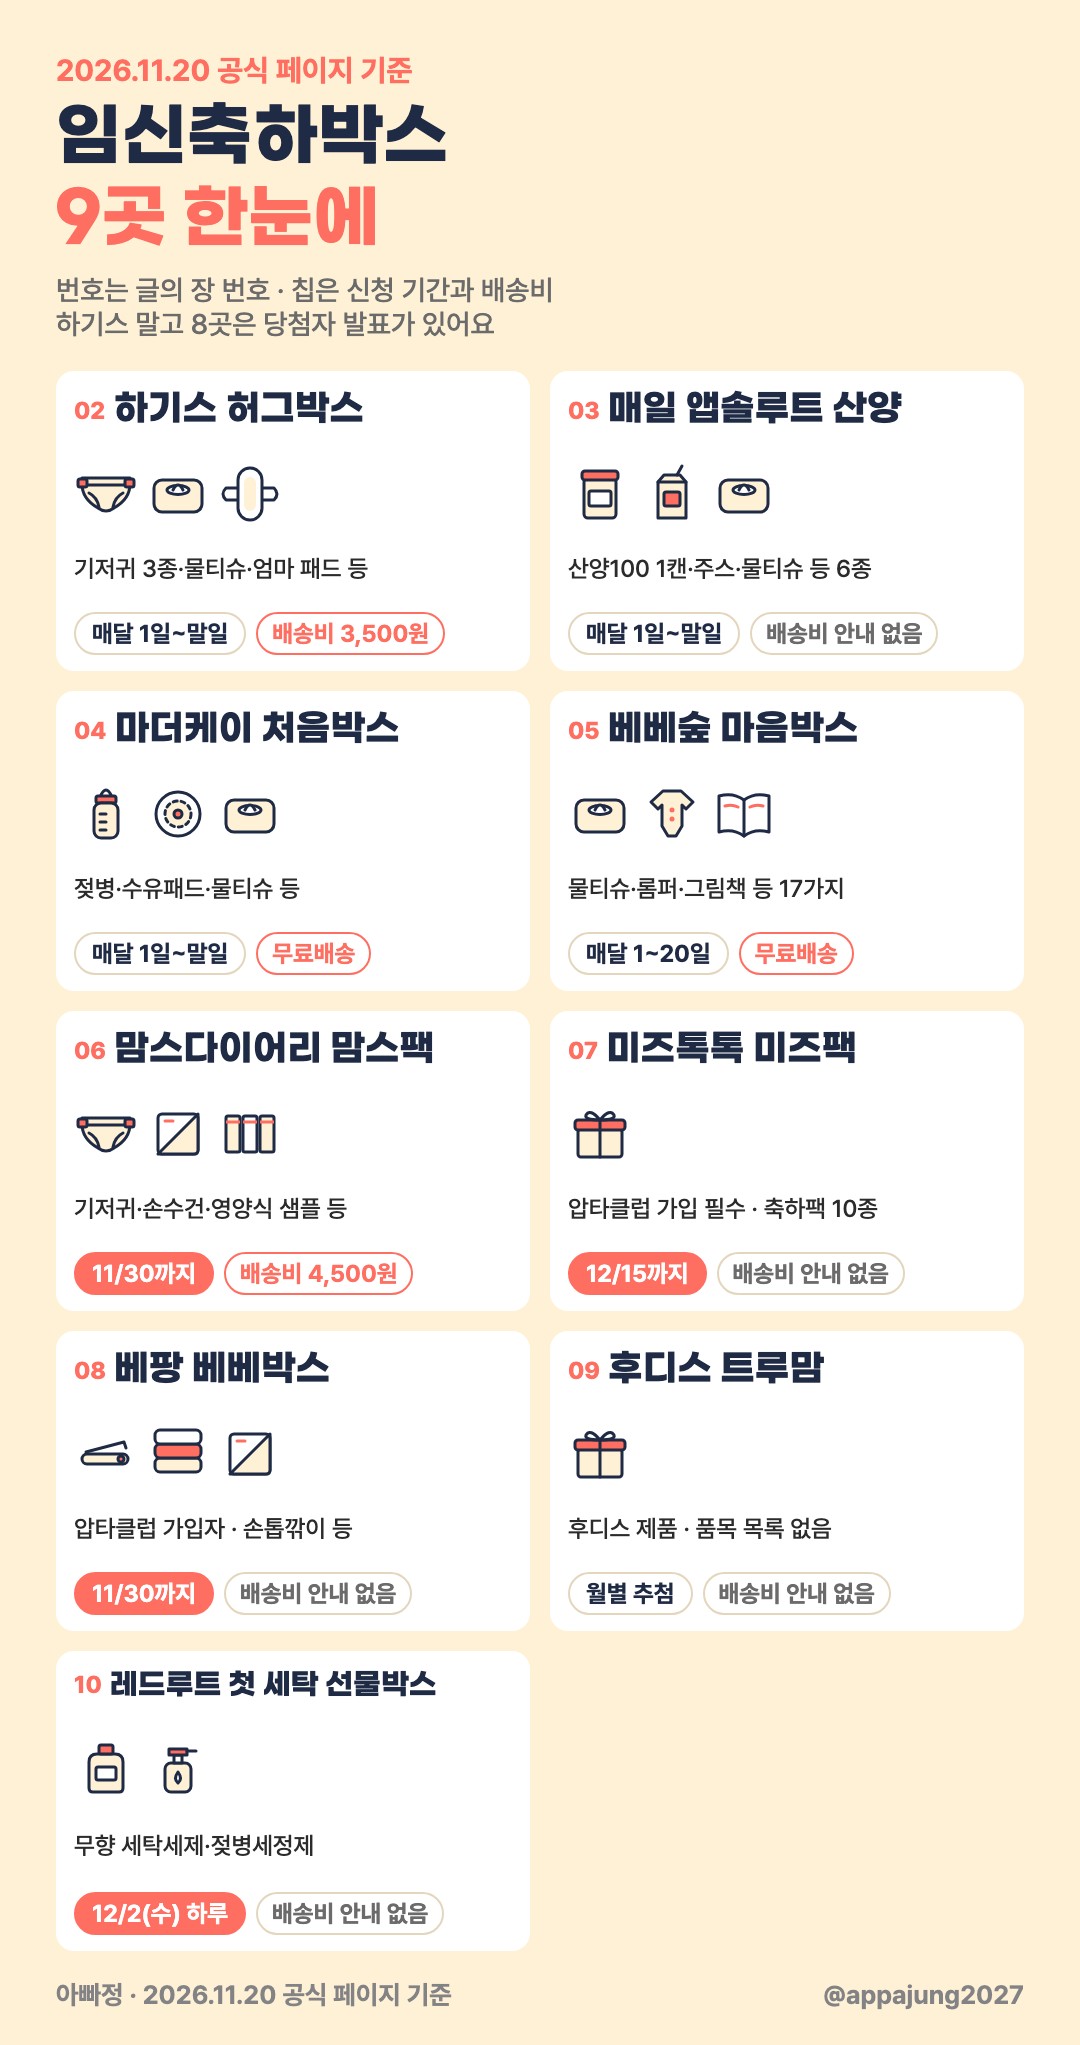 2026.11.20 공식 페이지 기준
임신축하박스
9곳 한눈에
번호는 글의 장 번호 · 칩은 신청 기간과 배송비
하기스 말고 8곳은 당첨자 발표가 있어요
02 하기스 허그박스
기저귀 3종·물티슈·엄마 패드 등
매달 1일~말일 배송비 3,500원
03 매일 앱솔루트 산양
산양100 1캔·주스·물티슈 등 6종
매달 1일~말일 배송비 안내 없음
04 마더케이 처음박스
젖병·수유패드·물티슈 등
매달 1일~말일 무료배송
05 베베숲 마음박스
물티슈·롬퍼·그림책 등 17가지
매달 1~20일 무료배송
06 맘스다이어리 맘스팩
기저귀·손수건·영양식 샘플 등
11/30까지 배송비 4,500원
07 미즈톡톡 미즈팩
압타클럽 가입 필수 · 축하팩 10종
12/15까지 배송비 안내 없음
08 베팡 베베박스
압타클럽 가입자 · 손톱깎이 등
11/30까지 배송비 안내 없음
09 후디스 트루맘
후디스 제품 · 품목 목록 없음
월별 추첨 배송비 안내 없음
10 레드루트 첫 세탁 선물박스
무향 세탁세제·젖병세정제
12/2(수) 하루 배송비 안내 없음
아빠정 · 2026.11.20 공식 페이지 기준
@appajung2027